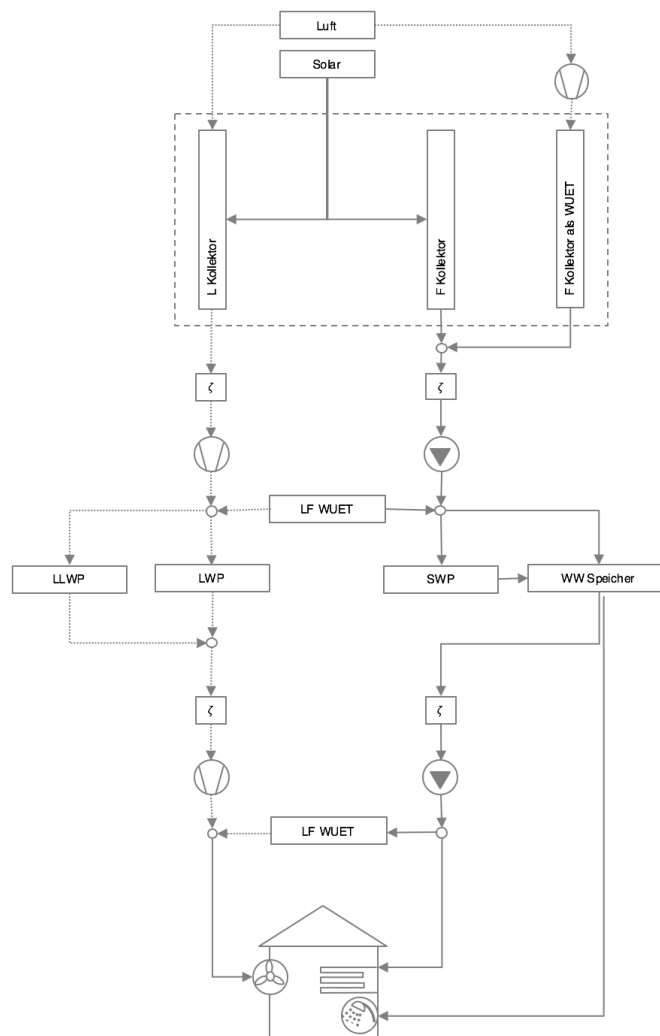 Luft
Solar
L Kollektor
F Kollektor
F Kollektor als WUET
ζ
ζ
LF WUET
LLWP
LWP
SWP
WW Speicher
ζ
ζ
LF WUET